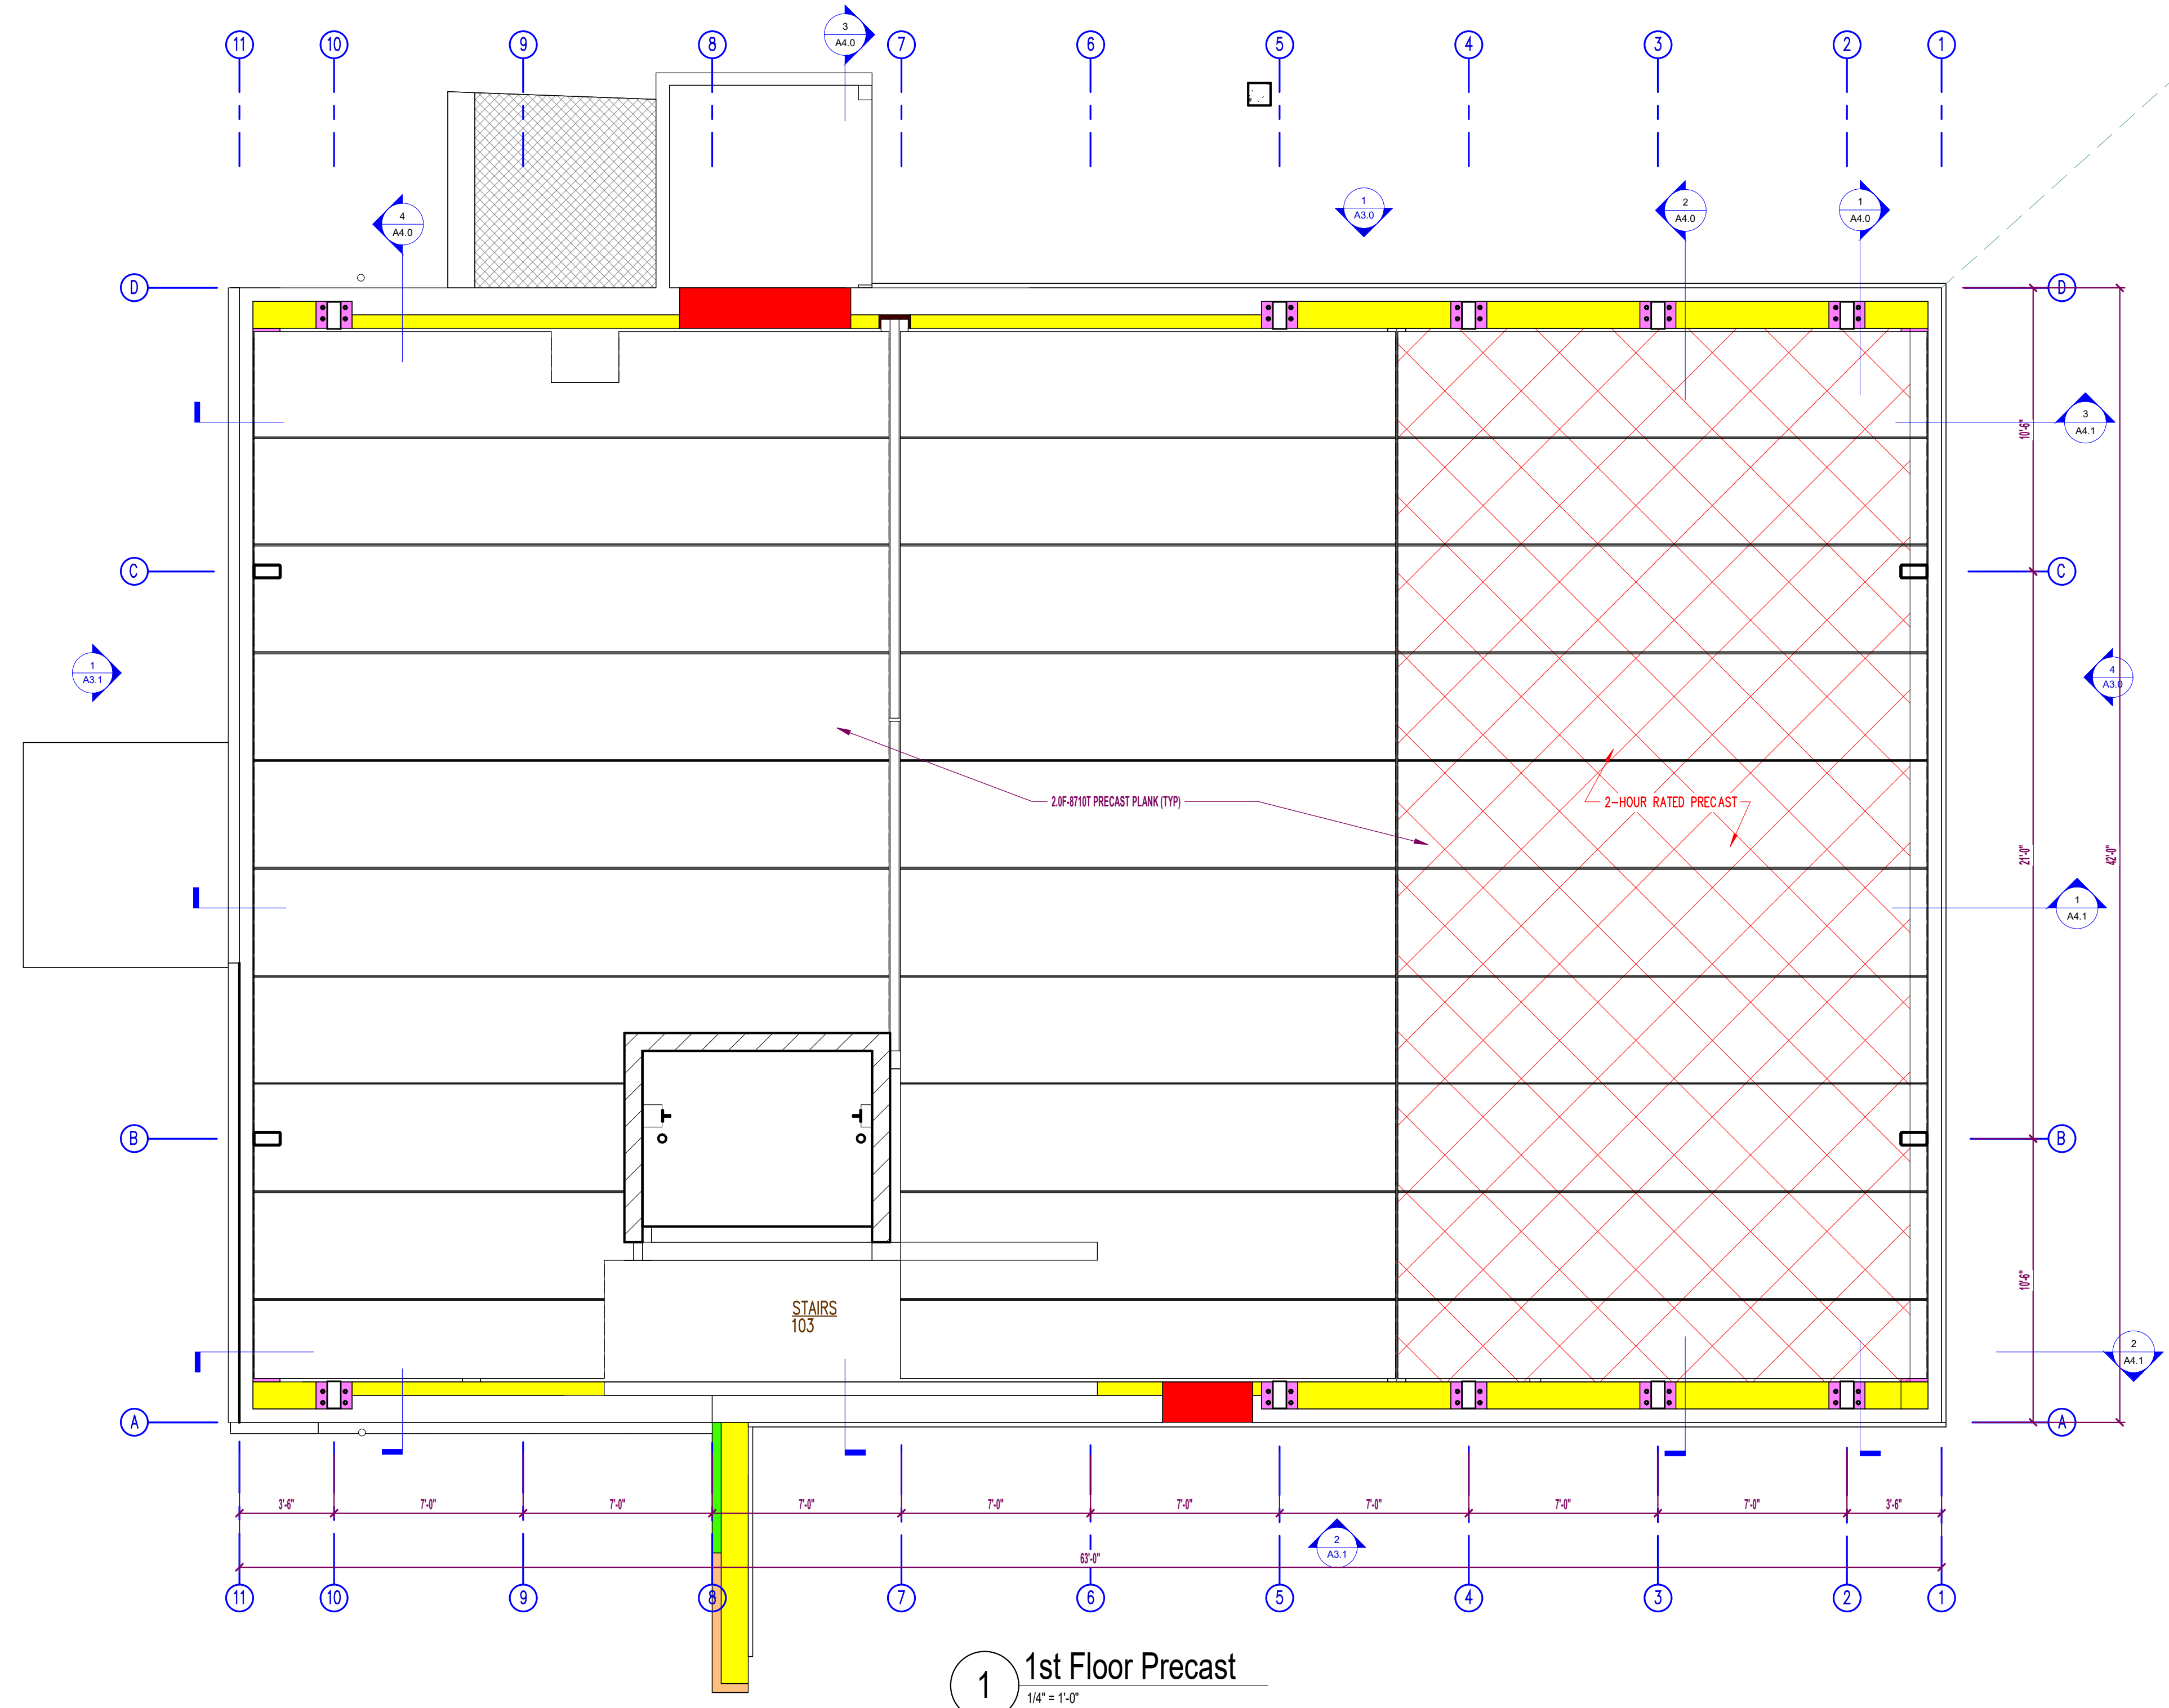 3
A4.0
11 10 9 8 7 6 5 4 3 2 1
4
A4.0
1
A3.0
2
A4.0
1
A4.0
D D
3
A4.1
10'-6"
C C
1
A3.1
4
A3.0
2.0F-8710T PRECAST PLANK (TYP)
2-HOUR RATED PRECAST
21'-0"
42'-0"
1
A4.1
B B
10'-6"
STAIRS
103
2
A4.1
A A
3'-6" 7'-0" 7'-0" 7'-0" 7'-0" 7'-0" 7'-0" 7'-0" 7'-0" 3'-6"
2
A3.1
63'-0"
11 10 9 8 7 6 5 4 3 2 1
1 1st Floor Precast
1/4" = 1'-0"